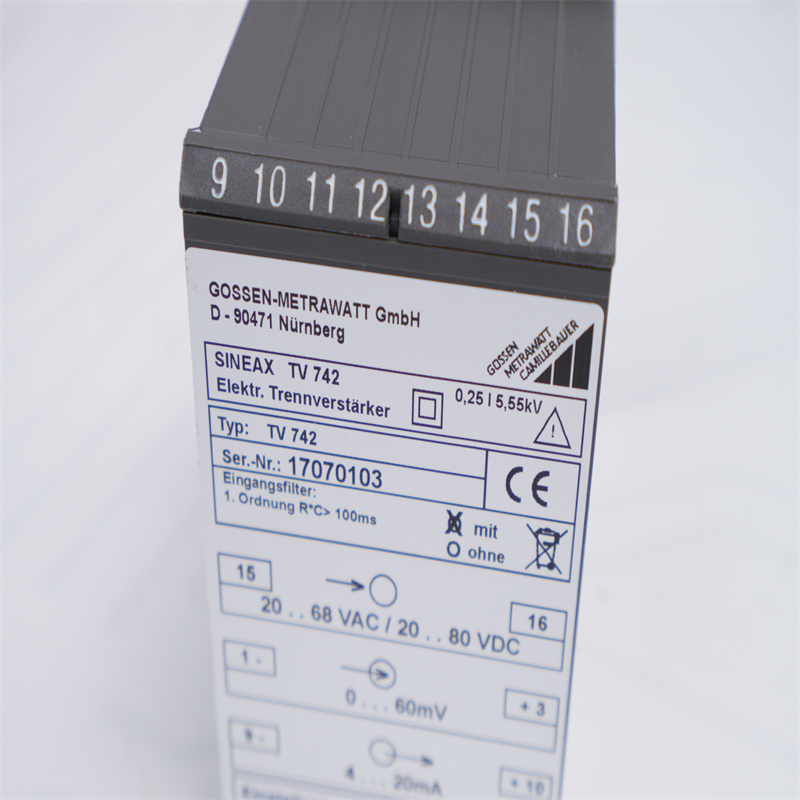 9 10 11 12 13 14 15 16
GOSSEN-METRAWATT GmbH
D - 90471 Nürnberg
GOSSEN
METRAWATT
CAMILLEBAUER
SINEAX TV 742
Elektr. Trennverstärker
0,25 I 5,55kV
!
Typ: TV 742
Ser.-Nr.: 17070103
CE
Eingangsfilter:
1. Ordnung R*C> 100ms
X mit
O ohne
15
16
20 . . 68 VAC / 20 . . 80 VDC
1 -
+ 3
0 . . . 60mV
9 -
+ 10
4 . . . 20mA